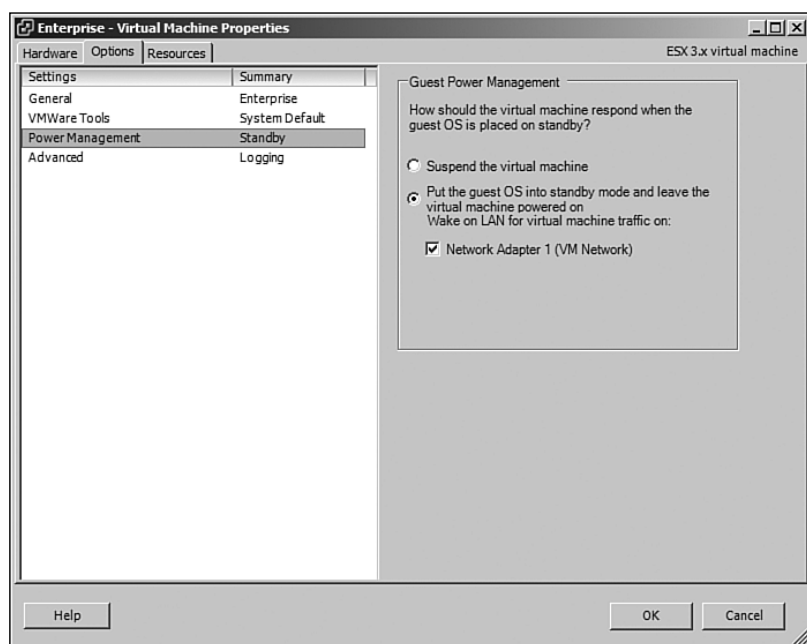 Enterprise - Virtual Machine Properties
Hardware Options Resources ESX 3.x virtual machine
Settings Summary
General Enterprise
VMWare Tools System Default
Power Management Standby
Advanced Logging
Guest Power Management
How should the virtual machine respond when the
guest OS is placed on standby?
Suspend the virtual machine
Put the guest OS into standby mode and leave the
virtual machine powered on
Wake on LAN for virtual machine traffic on:
Network Adapter 1 (VM Network)
Help OK Cancel